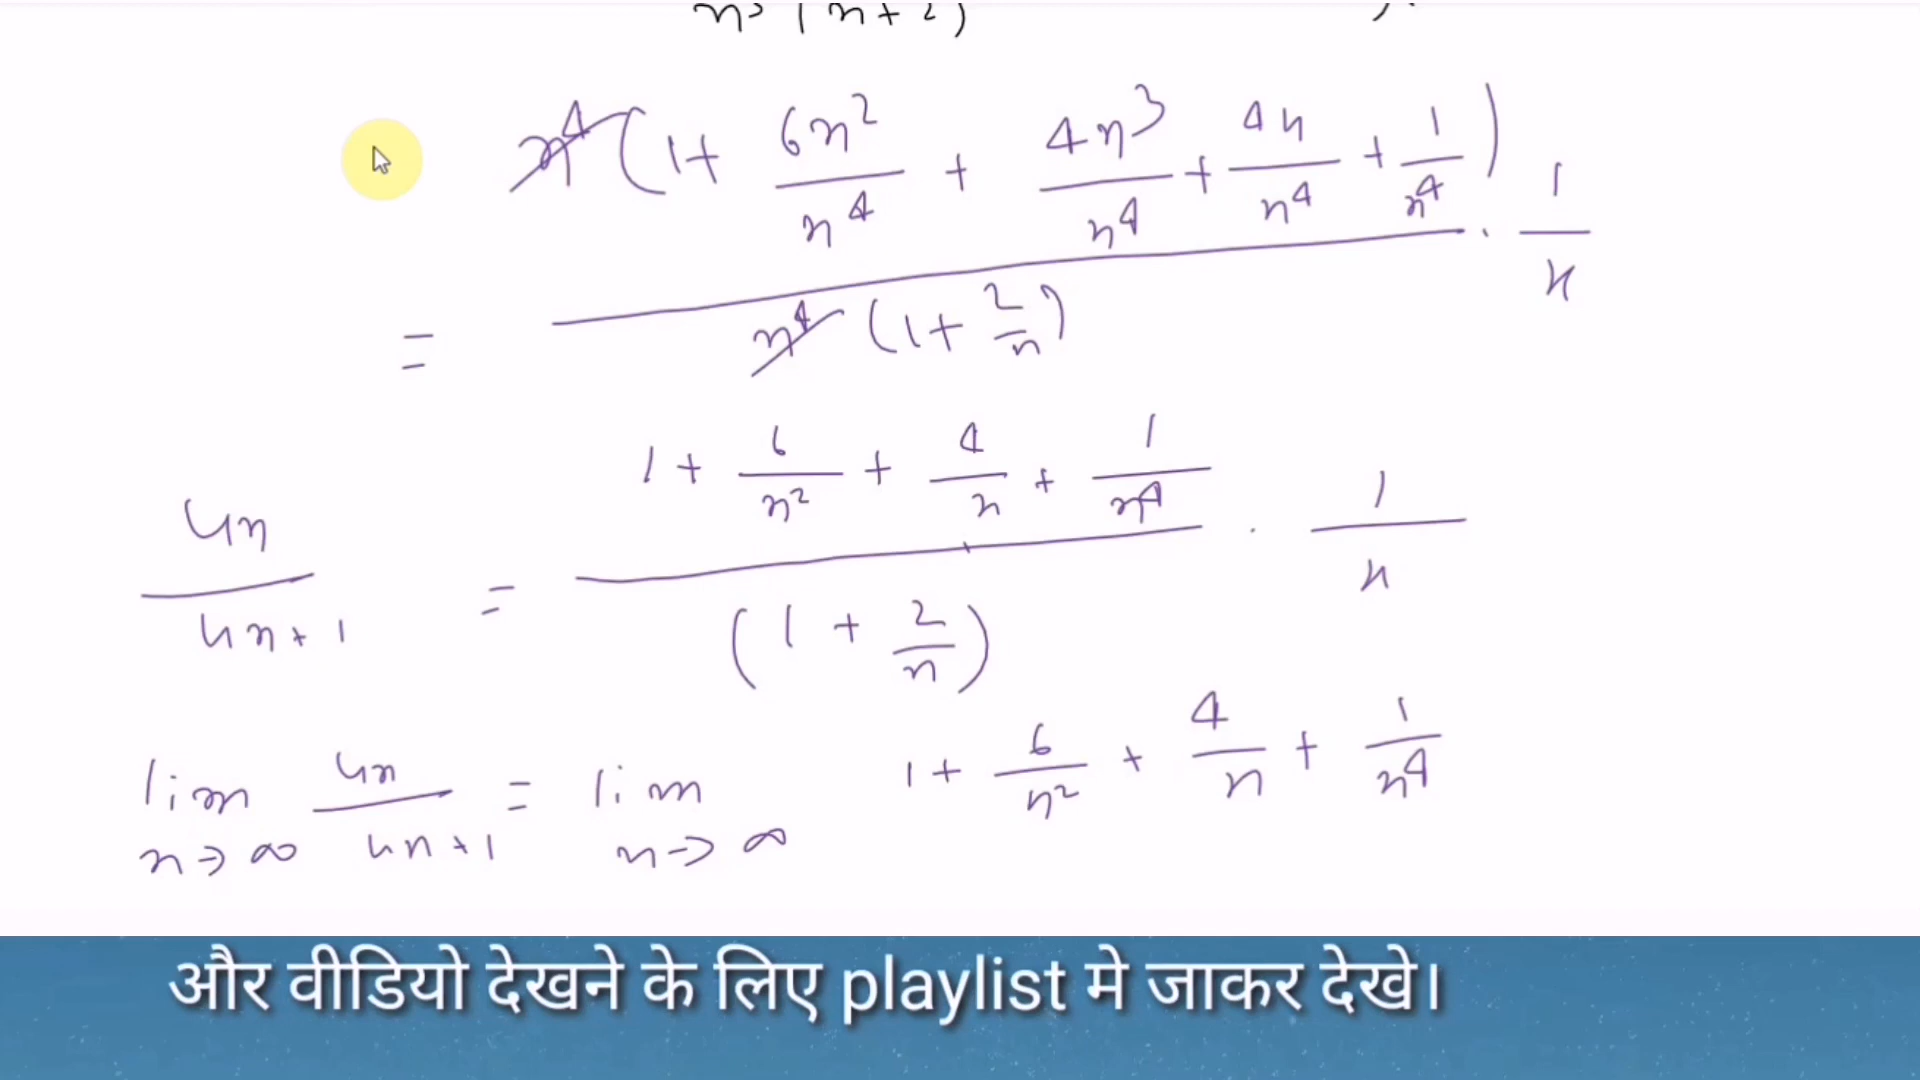 n³(n+2)
= n⁴(1 + 6n²/n⁴ + 4n³/n⁴ + 4n/n⁴ + 1/n⁴) / n⁴(1 + 2/n) · 1/x
un/un+1 = (1 + 6/n² + 4/n + 1/n⁴) / (1 + 2/n) · 1/x
lim n→∞ un/un+1 = lim n→∞ 1 + 6/n² + 4/n + 1/n⁴
और वीडियो देखने के लिए playlist मे जाकर देखे।